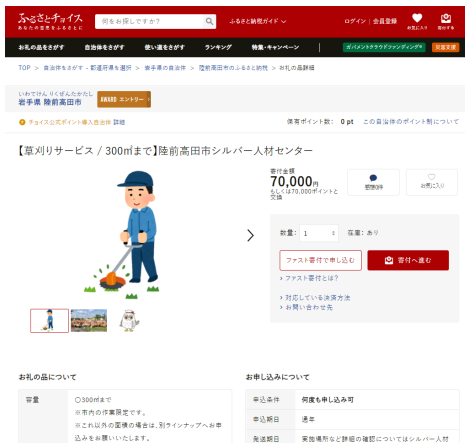 ふるさとチョイス
あなたの意思をふるさとに
何をお探しですか?
ふるさと納税ガイド
ログイン | 会員登録
お気に入り
寄付する
お礼の品をさがす
自治体をさがす
使い道をさがす
ランキング
特集・キャンペーン
ガバメントクラウドファンディング®
災害支援
TOP > 自治体をさがす - 都道府県を選択 > 岩手県の自治体 > 陸前高田市のふるさと納税 > お礼の品詳細
いわてけん りくぜんたかたし
岩手県 陸前高田市
AWARD エントリー
チョイス公式ポイント導入自治体 詳細
保有ポイント数: 0 pt この自治体のポイント制について
【草刈りサービス / 300㎡まで】陸前高田市シルバー人材センター
寄付金額
70,000円
もしくは70,000ポイントと
交換
感想0件
お気に入り
数量: 1 在庫: あり
ファスト寄付で申し込む
寄付へ進む
> ファスト寄付とは?
> 対応している決済方法
> お問い合わせ先
お礼の品について
容量
〇300㎡まで
※市内の作業限定です。
※これ以外の面積の場合は、別ラインナップへお申
込みをお願いいたします。
お申し込みについて
申込条件 何度も申し込み可
申込期日 通年
発送期日 実施場所など詳細の確認についてはシルバー人材